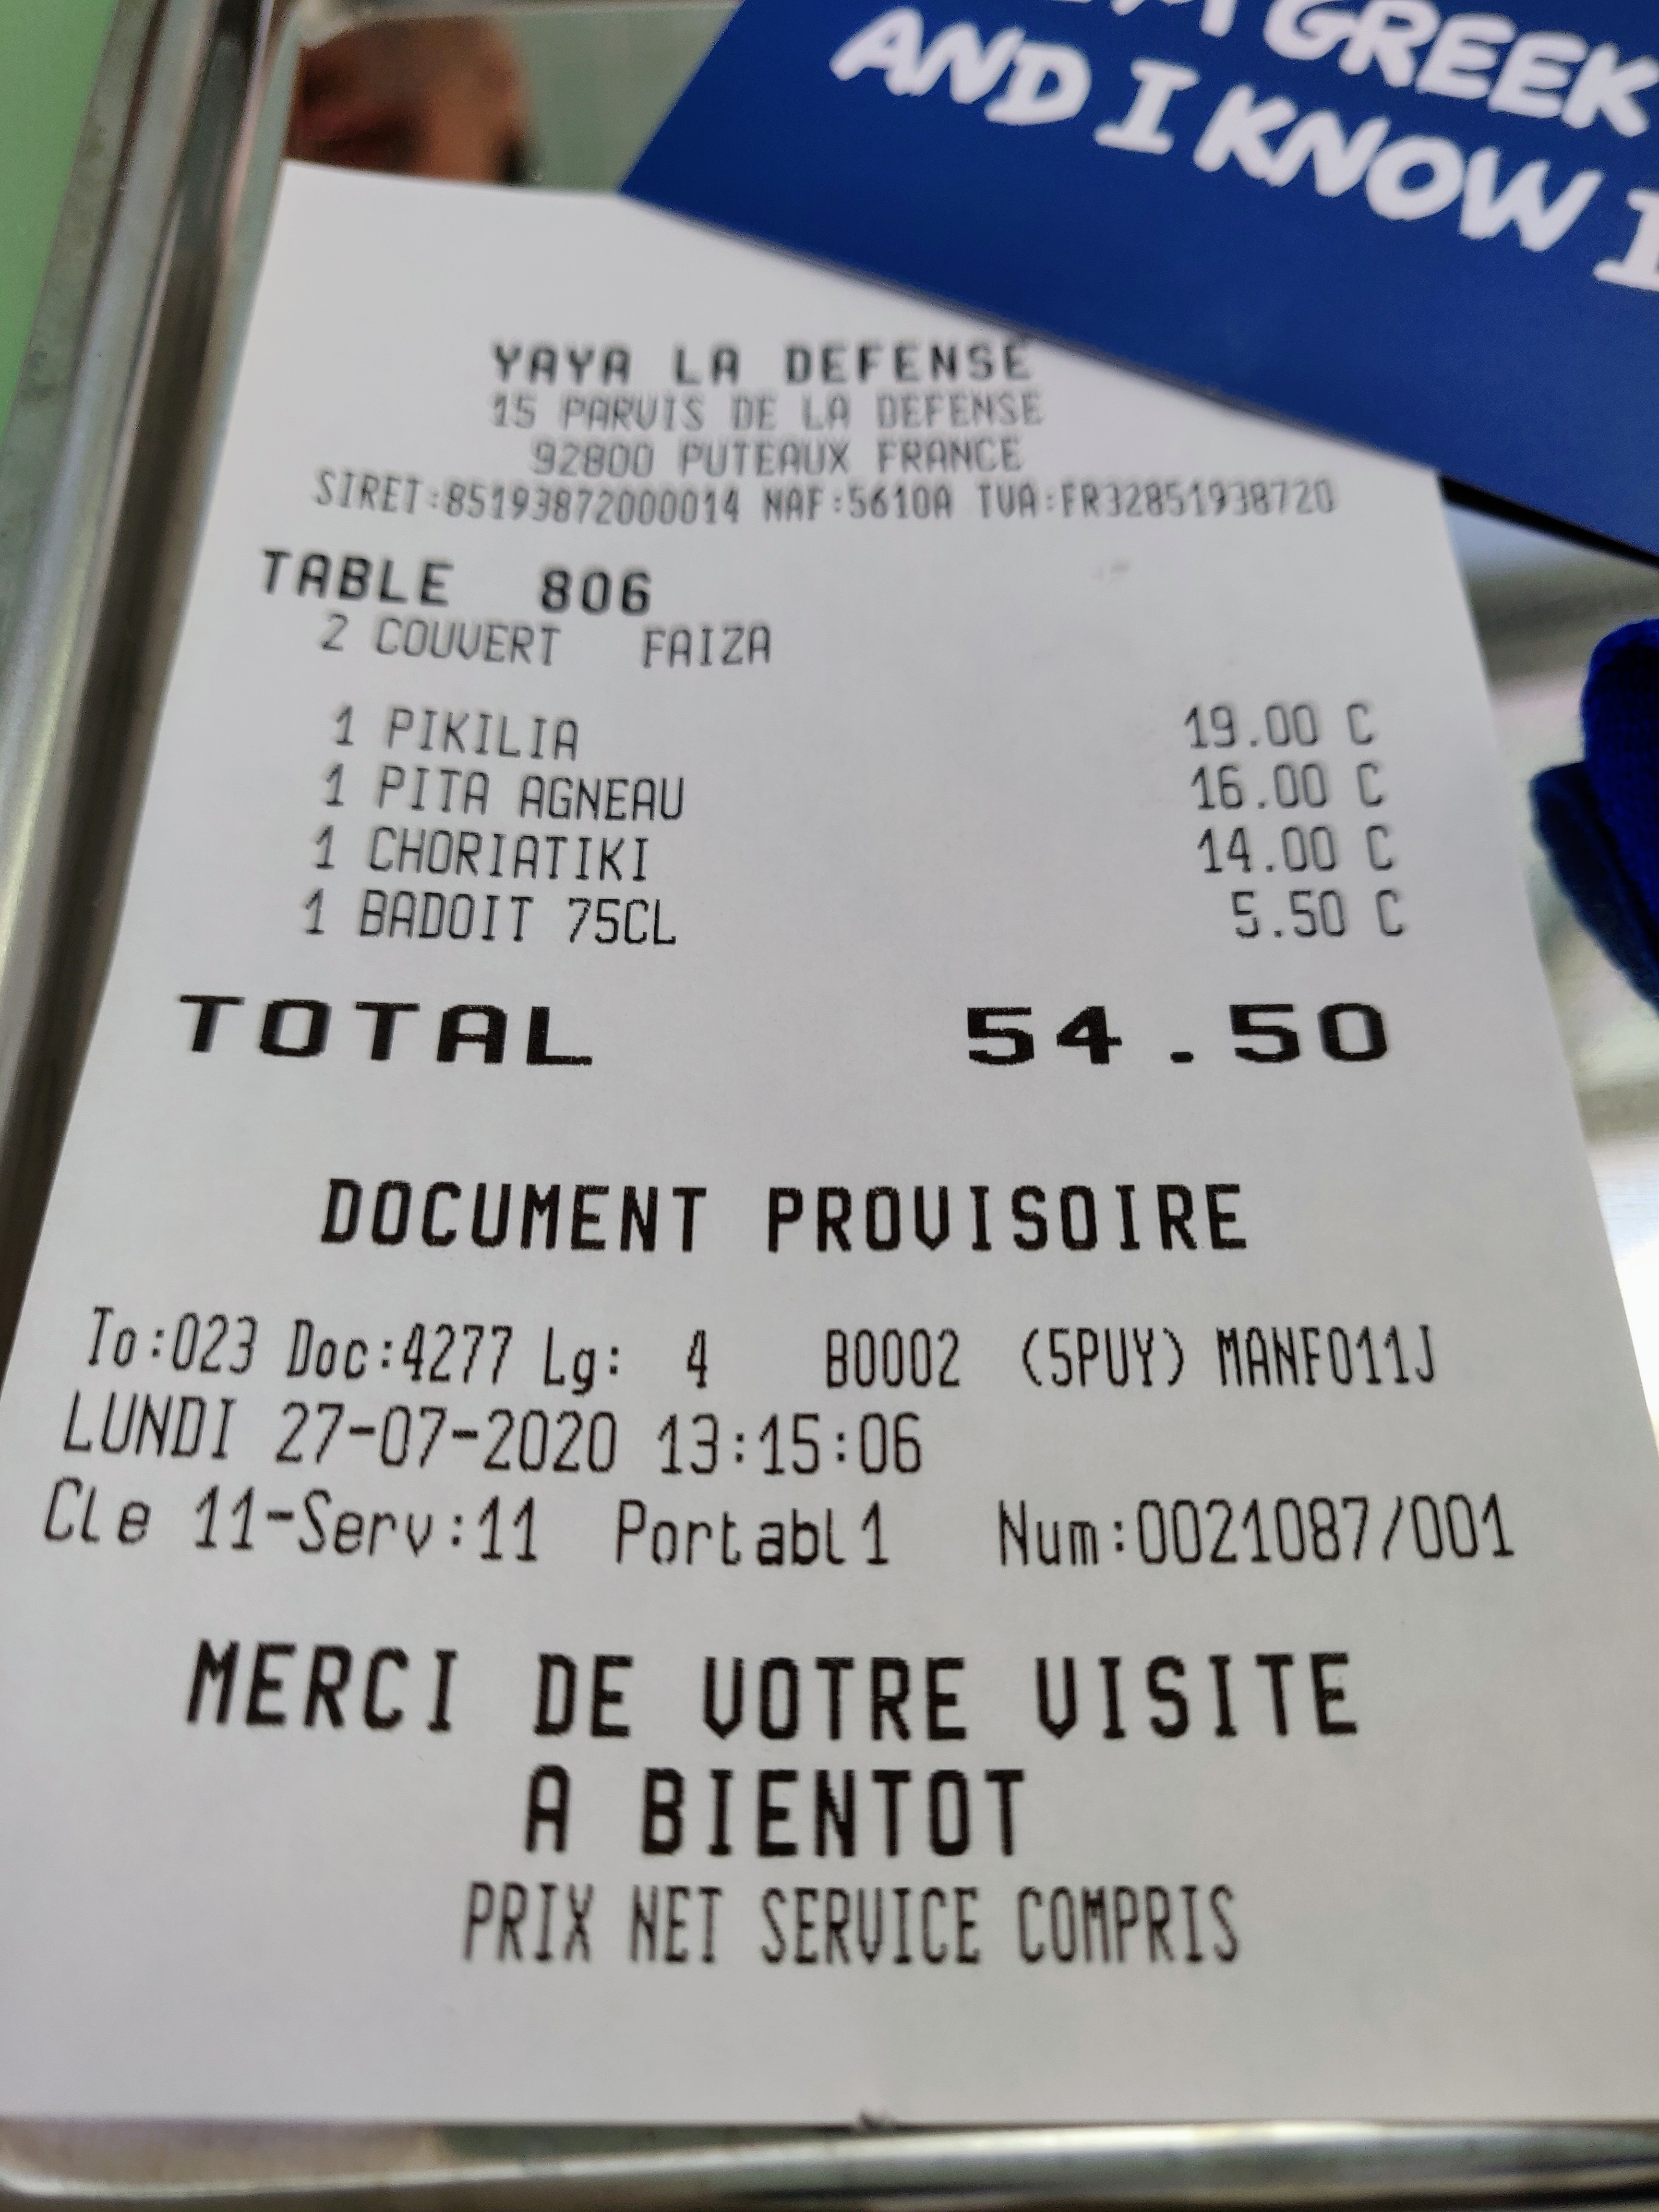 GREEK
AND I KNOW
YAYA LA DEFENSE
15 PARVIS DE LA DEFENSE
92800 PUTEAUX FRANCE
SIRET:85193872000014 NAF:5610A TVA:FR32851938720
TABLE 806
2 COUVERT FAIZA
1 PIKILIA 19.00 C
1 PITA AGNEAU 16.00 C
1 CHORIATIKI 14.00 C
1 BADOIT 75CL 5.50 C
TOTAL 54.50
DOCUMENT PROVISOIRE
To:023 Doc:4277 Lg: 4 B0002 (5PUY) MANF011J
LUNDI 27-07-2020 13:15:06
Cle 11-Serv:11 Portabl1 Num:0021087/001
MERCI DE VOTRE VISITE
A BIENTOT
PRIX NET SERVICE COMPRIS